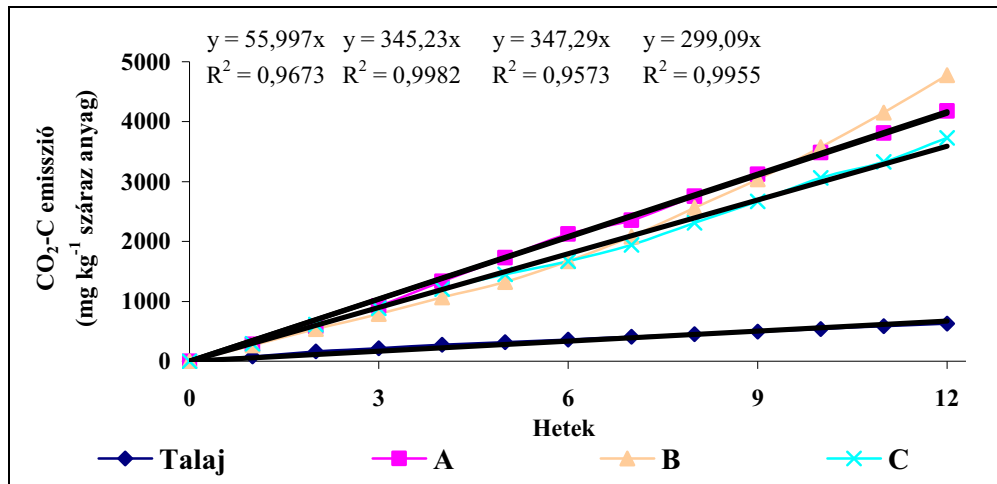 y = 55,997x y = 345,23x y = 347,29x y = 299,09x
R² = 0,9673 R² = 0,9982 R² = 0,9573 R² = 0,9955
CO₂-C emisszió
(mg kg⁻¹ száraz anyag)
5000
4000
3000
2000
1000
0
0 3 6 9 12
Hetek
Talaj A B C